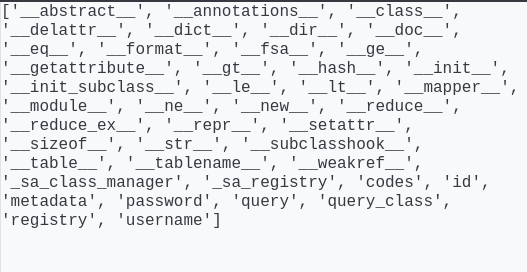 ['__abstract__', '__annotations__', '__class__',
'__delattr__', '__dict__', '__dir__', '__doc__',
'__eq__', '__format__', '__fsa__', '__ge__',
'__getattribute__', '__gt__', '__hash__', '__init__',
'__init_subclass__', '__le__', '__lt__', '__mapper__',
'__module__', '__ne__', '__new__', '__reduce__',
'__reduce_ex__', '__repr__', '__setattr__',
'__sizeof__', '__str__', '__subclasshook__',
'__table__', '__tablename__', '__weakref__',
'_sa_class_manager', '_sa_registry', 'codes', 'id',
'metadata', 'password', 'query', 'query_class',
'registry', 'username']